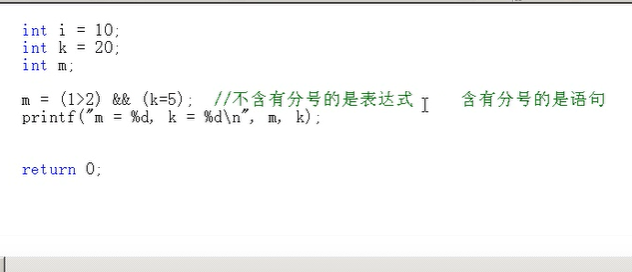 int i = 10;
int k = 20;
int m;
m = (1>2) && (k=5);  //不含有分号的是表达式    含有分号的是语句
printf("m = %d, k = %d\n", m, k);
return 0;